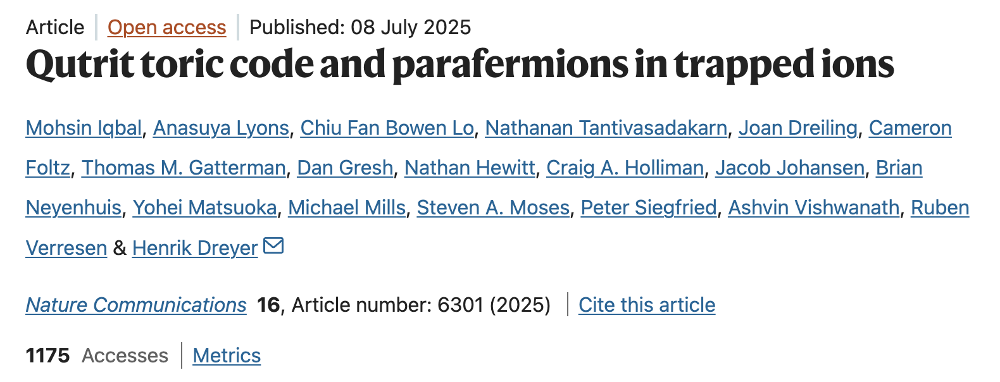 Article | Open access | Published: 08 July 2025
Qutrit toric code and parafermions in trapped ions
Mohsin Iqbal, Anasuya Lyons, Chiu Fan Bowen Lo, Nathanan Tantivasadakarn, Joan Dreiling, Cameron
Foltz, Thomas M. Gatterman, Dan Gresh, Nathan Hewitt, Craig A. Holliman, Jacob Johansen, Brian
Neyenhuis, Yohei Matsuoka, Michael Mills, Steven A. Moses, Peter Siegfried, Ashvin Vishwanath, Ruben
Verresen & Henrik Dreyer
Nature Communications 16, Article number: 6301 (2025) | Cite this article
1175 Accesses | Metrics